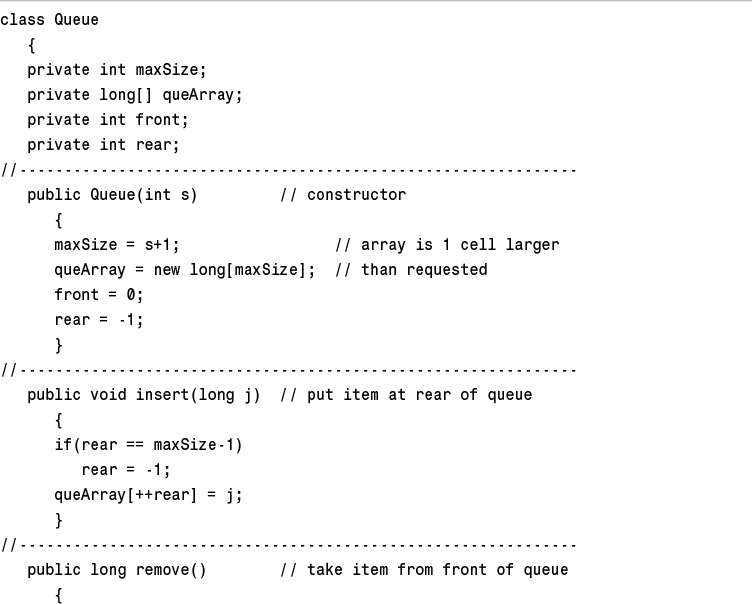 class Queue
   {
   private int maxSize;
   private long[] queArray;
   private int front;
   private int rear;
//--------------------------------------------------------------
   public Queue(int s)         // constructor
      {
      maxSize = s+1;                 // array is 1 cell larger
      queArray = new long[maxSize];  // than requested
      front = 0;
      rear = -1;
      }
//--------------------------------------------------------------
   public void insert(long j)  // put item at rear of queue
      {
      if(rear == maxSize-1)
         rear = -1;
      queArray[++rear] = j;
      }
//--------------------------------------------------------------
   public long remove()        // take item from front of queue
      {